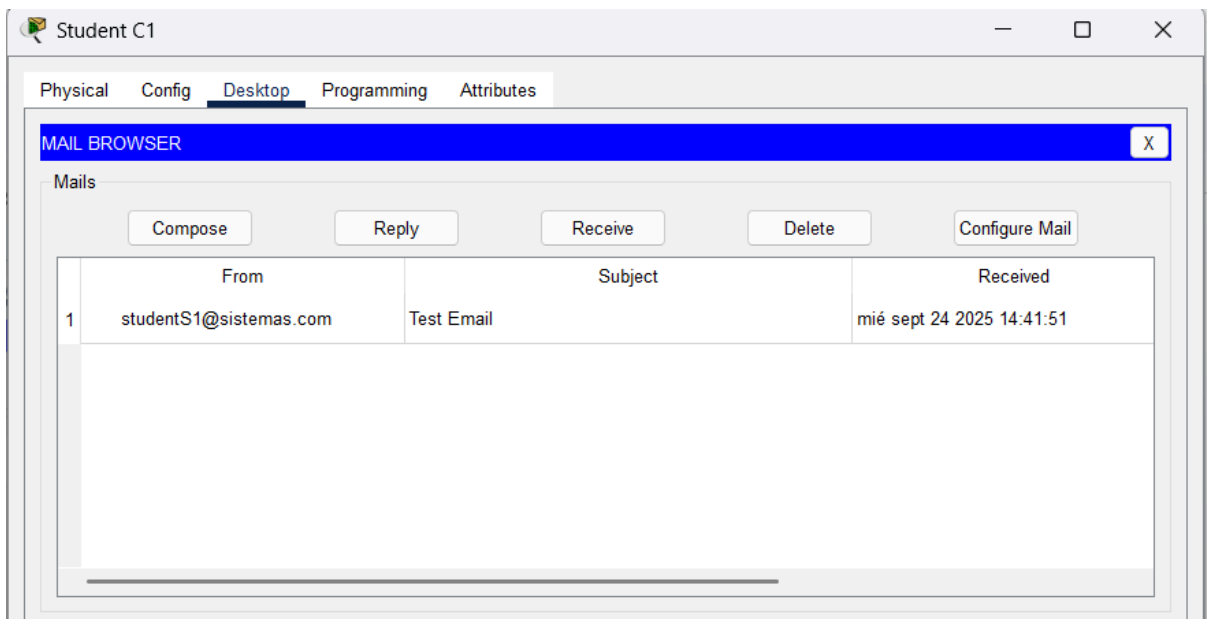 Student C1
Physical Config Desktop Programming Attributes
MAIL BROWSER X
Mails
Compose Reply Receive Delete Configure Mail
From Subject Received
1 studentS1@sistemas.com Test Email mié sept 24 2025 14:41:51